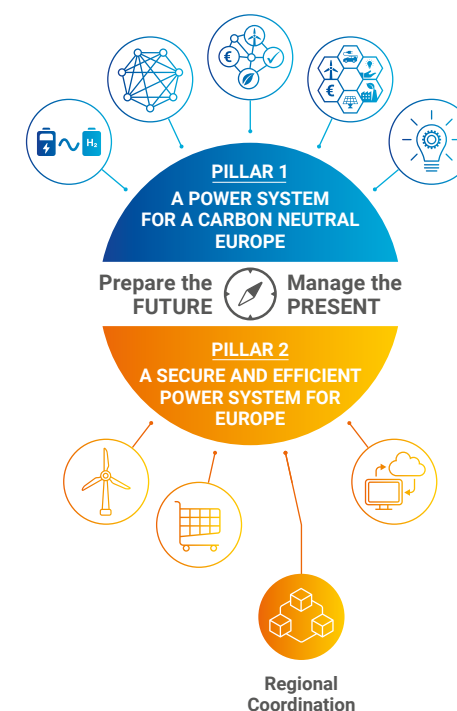 €
€
H₂
PILLAR 1
A POWER SYSTEM
FOR A CARBON NEUTRAL
EUROPE
Prepare the
FUTURE
Manage the
PRESENT
PILLAR 2
A SECURE AND EFFICIENT
POWER SYSTEM FOR
EUROPE
Regional
Coordination